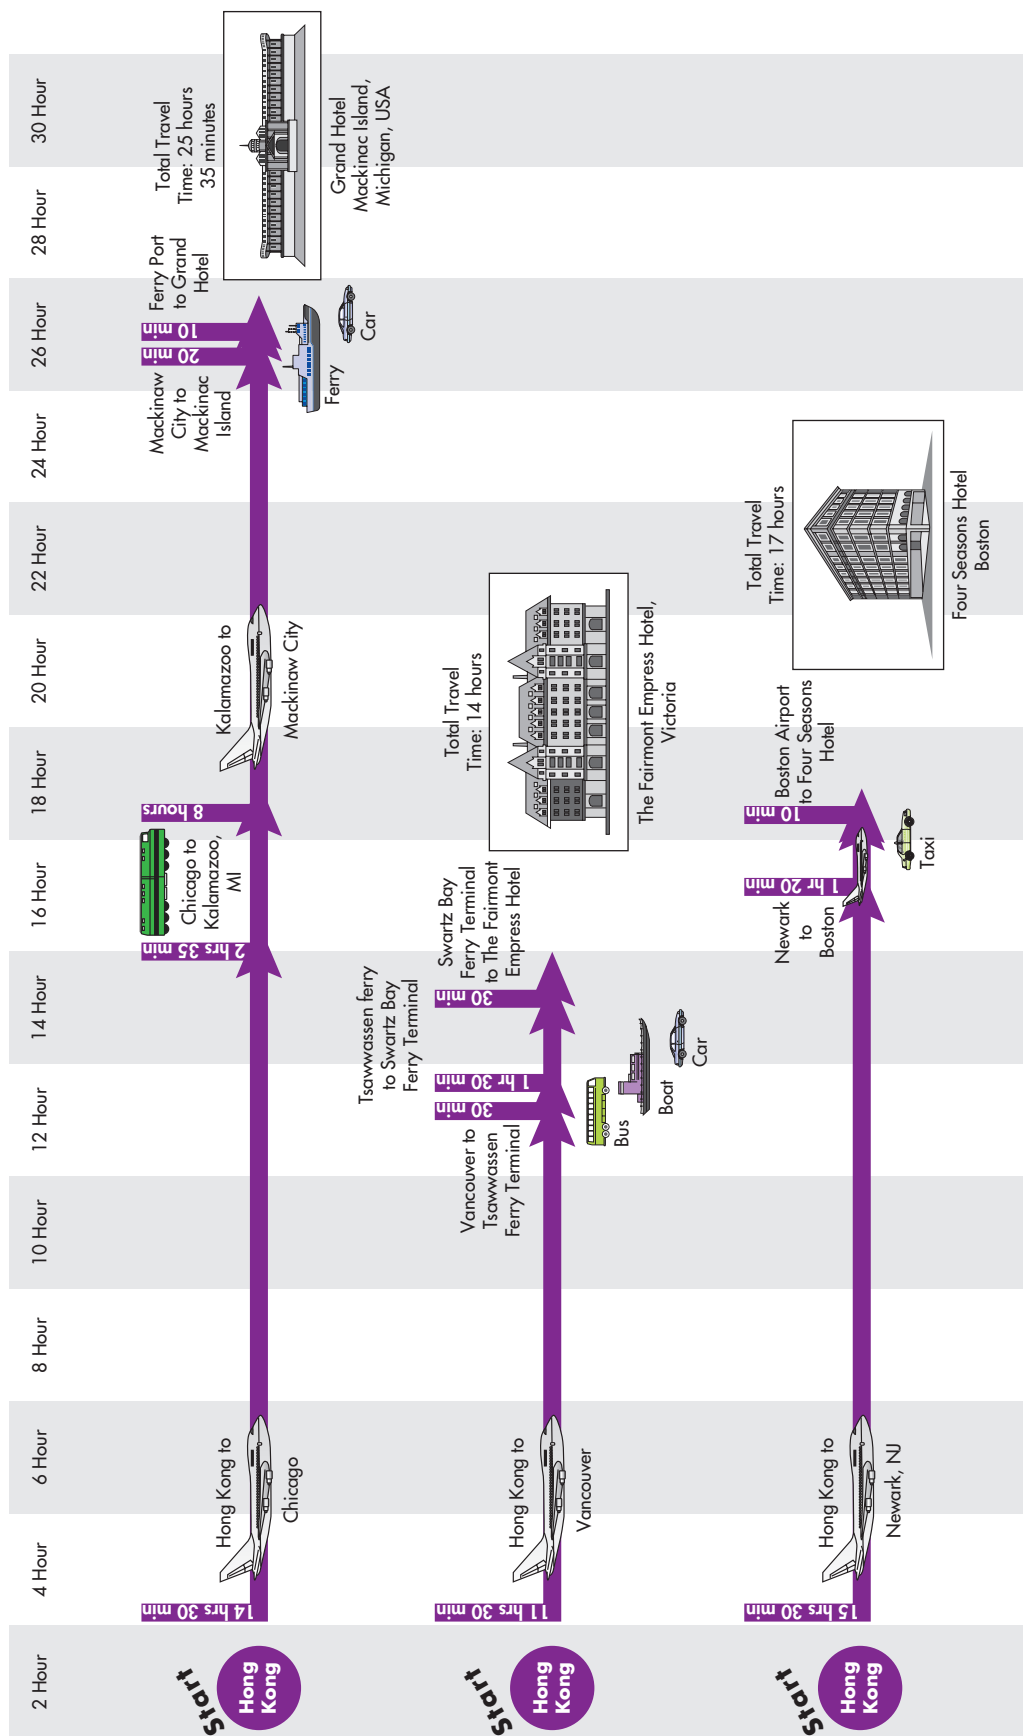 2 Hour
4 Hour
6 Hour
8 Hour
10 Hour
12 Hour
14 Hour
16 Hour
18 Hour
20 Hour
22 Hour
24 Hour
26 Hour
28 Hour
30 Hour
Start
Hong
Kong
14 hrs 30 min
Hong Kong to
Chicago
2 hrs 35 min
Chicago to
Kalamazoo,
MI
8 hours
Kalamazoo to
Mackinaw City
Mackinaw
City to
Mackinac
Island
20 min
Ferry
10 min
Ferry Port
to Grand
Hotel
Car
Total Travel
Time: 25 hours
35 minutes
Grand Hotel
Mackinac Island,
Michigan, USA
Start
Hong
Kong
11 hrs 30 min
Hong Kong to
Vancouver
Vancouver to
Tsawwassen
Ferry Terminal
30 min
Bus
Tsawwassen ferry
to Swartz Bay
Ferry Terminal
1 hr 30 min
Boat
30 min
Swartz Bay
Ferry Terminal
to The Fairmont
Empress Hotel
Car
Total Travel
Time: 14 hours
The Fairmont Empress Hotel,
Victoria
Start
Hong
Kong
15 hrs 30 min
Hong Kong to
Newark, NJ
1 hr 20 min
Newark
to
Boston
10 min
Boston Airport
to Four Seasons
Hotel
Taxi
Total Travel
Time: 17 hours
Four Seasons Hotel
Boston